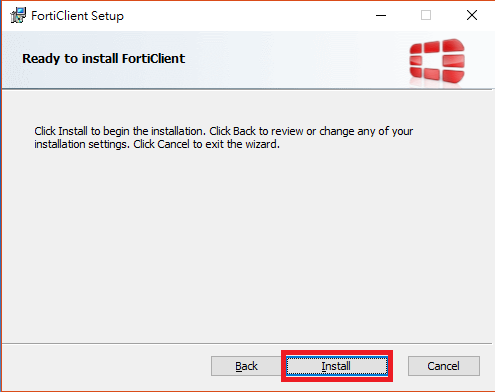 FortiClient Setup
Ready to install FortiClient
Click Install to begin the installation. Click Back to review or change any of your
installation settings. Click Cancel to exit the wizard.
Back Install Cancel